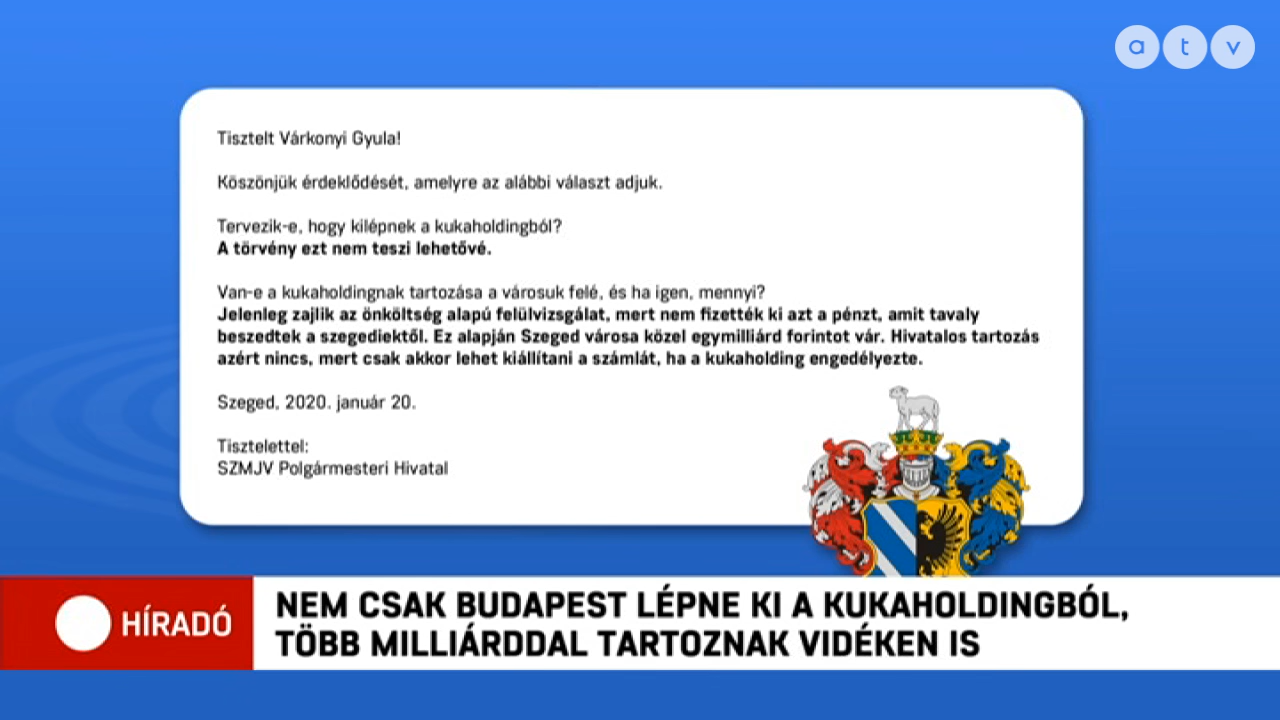 atv
Tisztelt Várkonyi Gyula!
Köszönjük érdeklődését, amelyre az alábbi választ adjuk.
Tervezik-e, hogy kilépnek a kukaholdingból?
A törvény ezt nem teszi lehetővé.
Van-e a kukaholdingnak tartozása a városuk felé, és ha igen, mennyi?
Jelenleg zajlik az önköltség alapú felülvizsgálat, mert nem fizették ki azt a pénzt, amit tavaly
beszedtek a szegediektől. Ez alapján Szeged városa közel egymilliárd forintot vár. Hivatalos tartozás
azért nincs, mert csak akkor lehet kiállítani a számlát, ha a kukaholding engedélyezte.
Szeged, 2020. január 20.
Tisztelettel:
SZMJV Polgármesteri Hivatal
HÍRADÓ
NEM CSAK BUDAPEST LÉPNE KI A KUKAHOLDINGBÓL,
TÖBB MILLIÁRDDAL TARTOZNAK VIDÉKEN IS